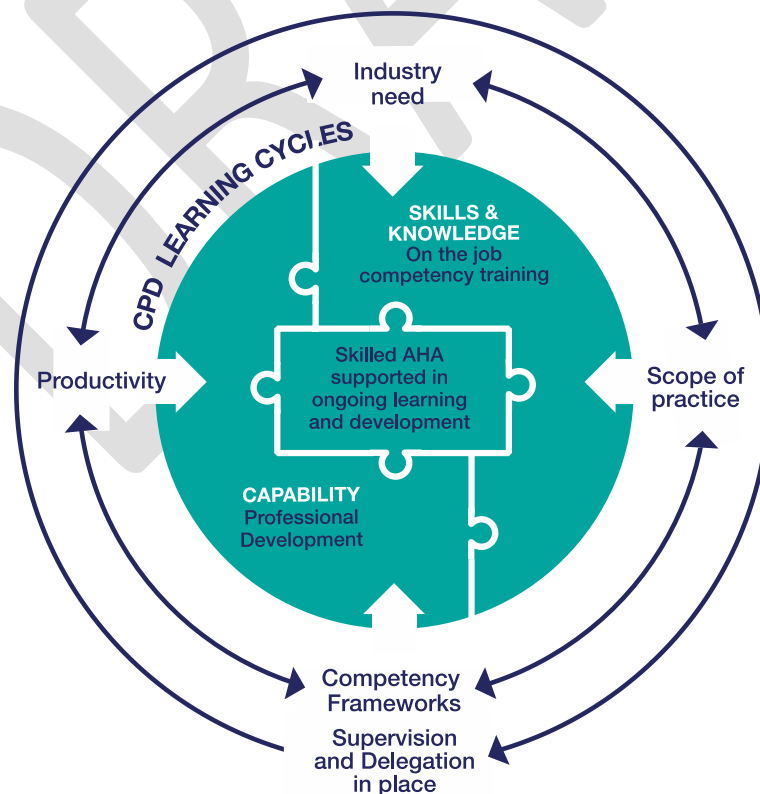 Industry
need
CPD LEARNING CYCLES
SKILLS &
KNOWLEDGE
On the job
competency training
Productivity
Skilled AHA
supported in
ongoing learning
and development
Scope of
practice
CAPABILITY
Professional
Development
Competency
Frameworks
Supervision
and Delegation
in place